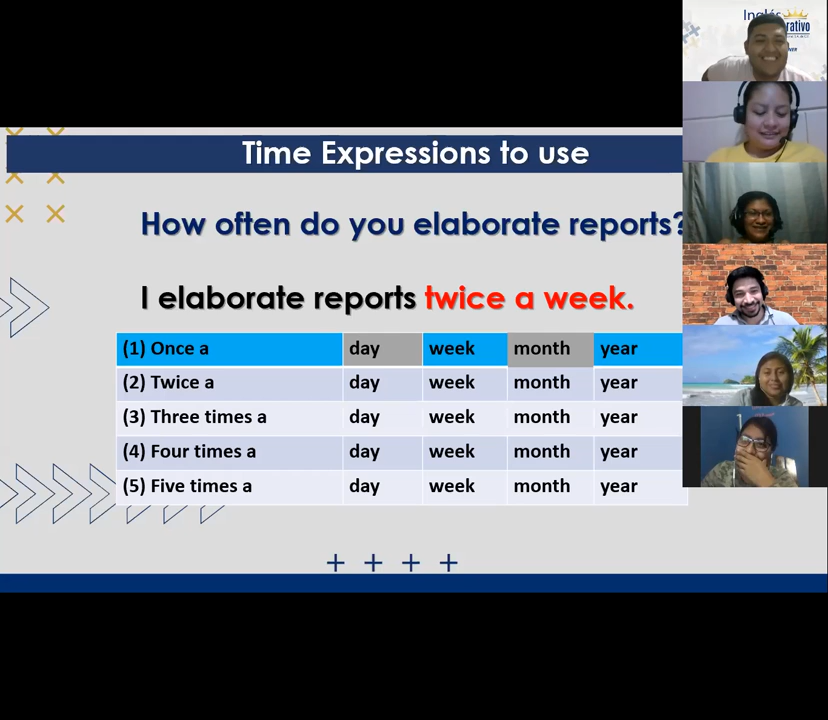 Inglés
rativo
Time Expressions to use
How often do you elaborate reports?
I elaborate reports twice a week.
(1) Once a day week month year
(2) Twice a day week month year
(3) Three times a day week month year
(4) Four times a day week month year
(5) Five times a day week month year